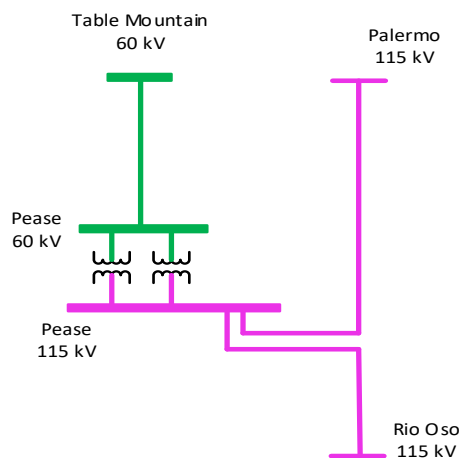 Table Mountain
60 kV
Palermo
115 kV
Pease
60 kV
Pease
115 kV
Rio Oso
115 kV